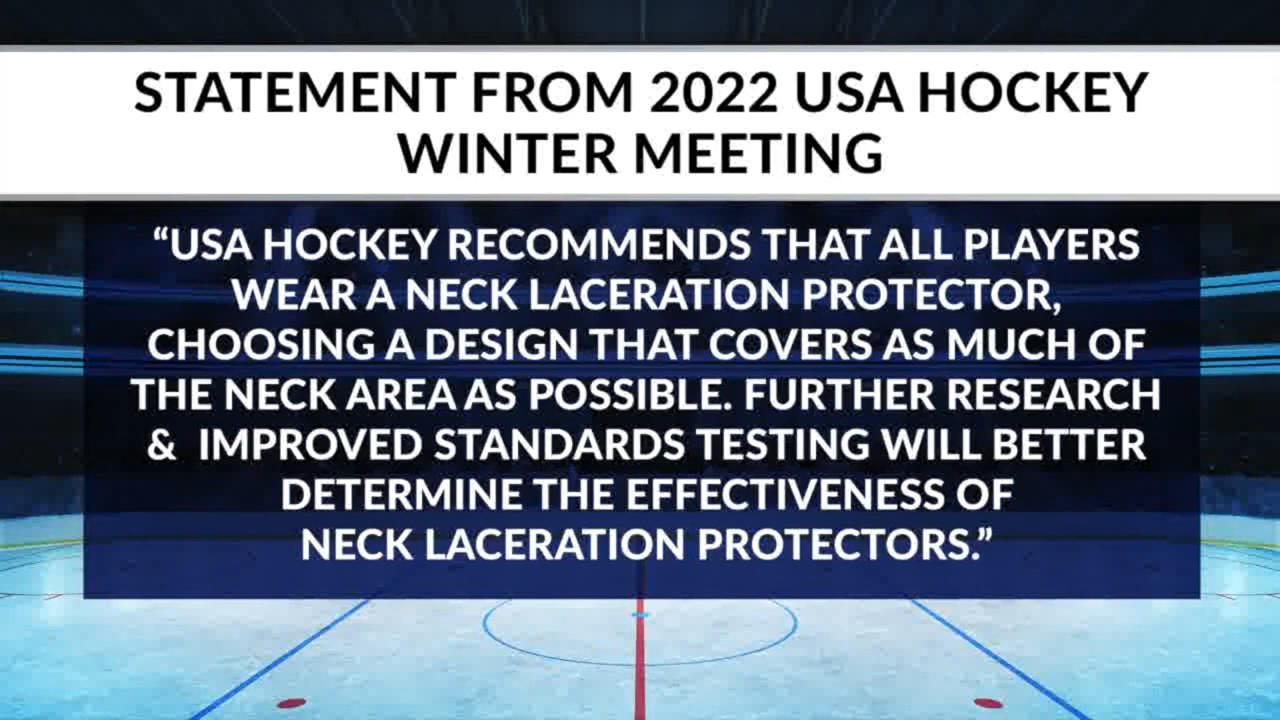 STATEMENT FROM 2022 USA HOCKEY
WINTER MEETING
“USA HOCKEY RECOMMENDS THAT ALL PLAYERS
WEAR A NECK LACERATION PROTECTOR,
CHOOSING A DESIGN THAT COVERS AS MUCH OF
THE NECK AREA AS POSSIBLE. FURTHER RESEARCH
& IMPROVED STANDARDS TESTING WILL BETTER
DETERMINE THE EFFECTIVENESS OF
NECK LACERATION PROTECTORS.”